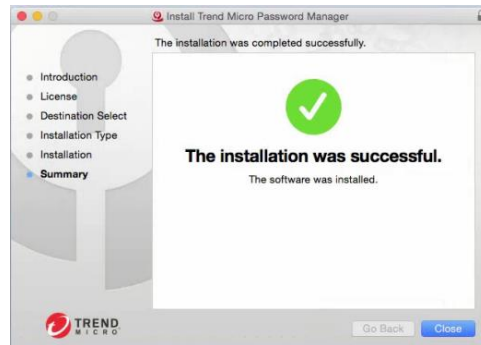 Install Trend Micro Password Manager
The installation was completed successfully.
Introduction
License
Destination Select
Installation Type
Installation
Summary
The installation was successful.
The software was installed.
TREND
MICRO
Go Back
Close